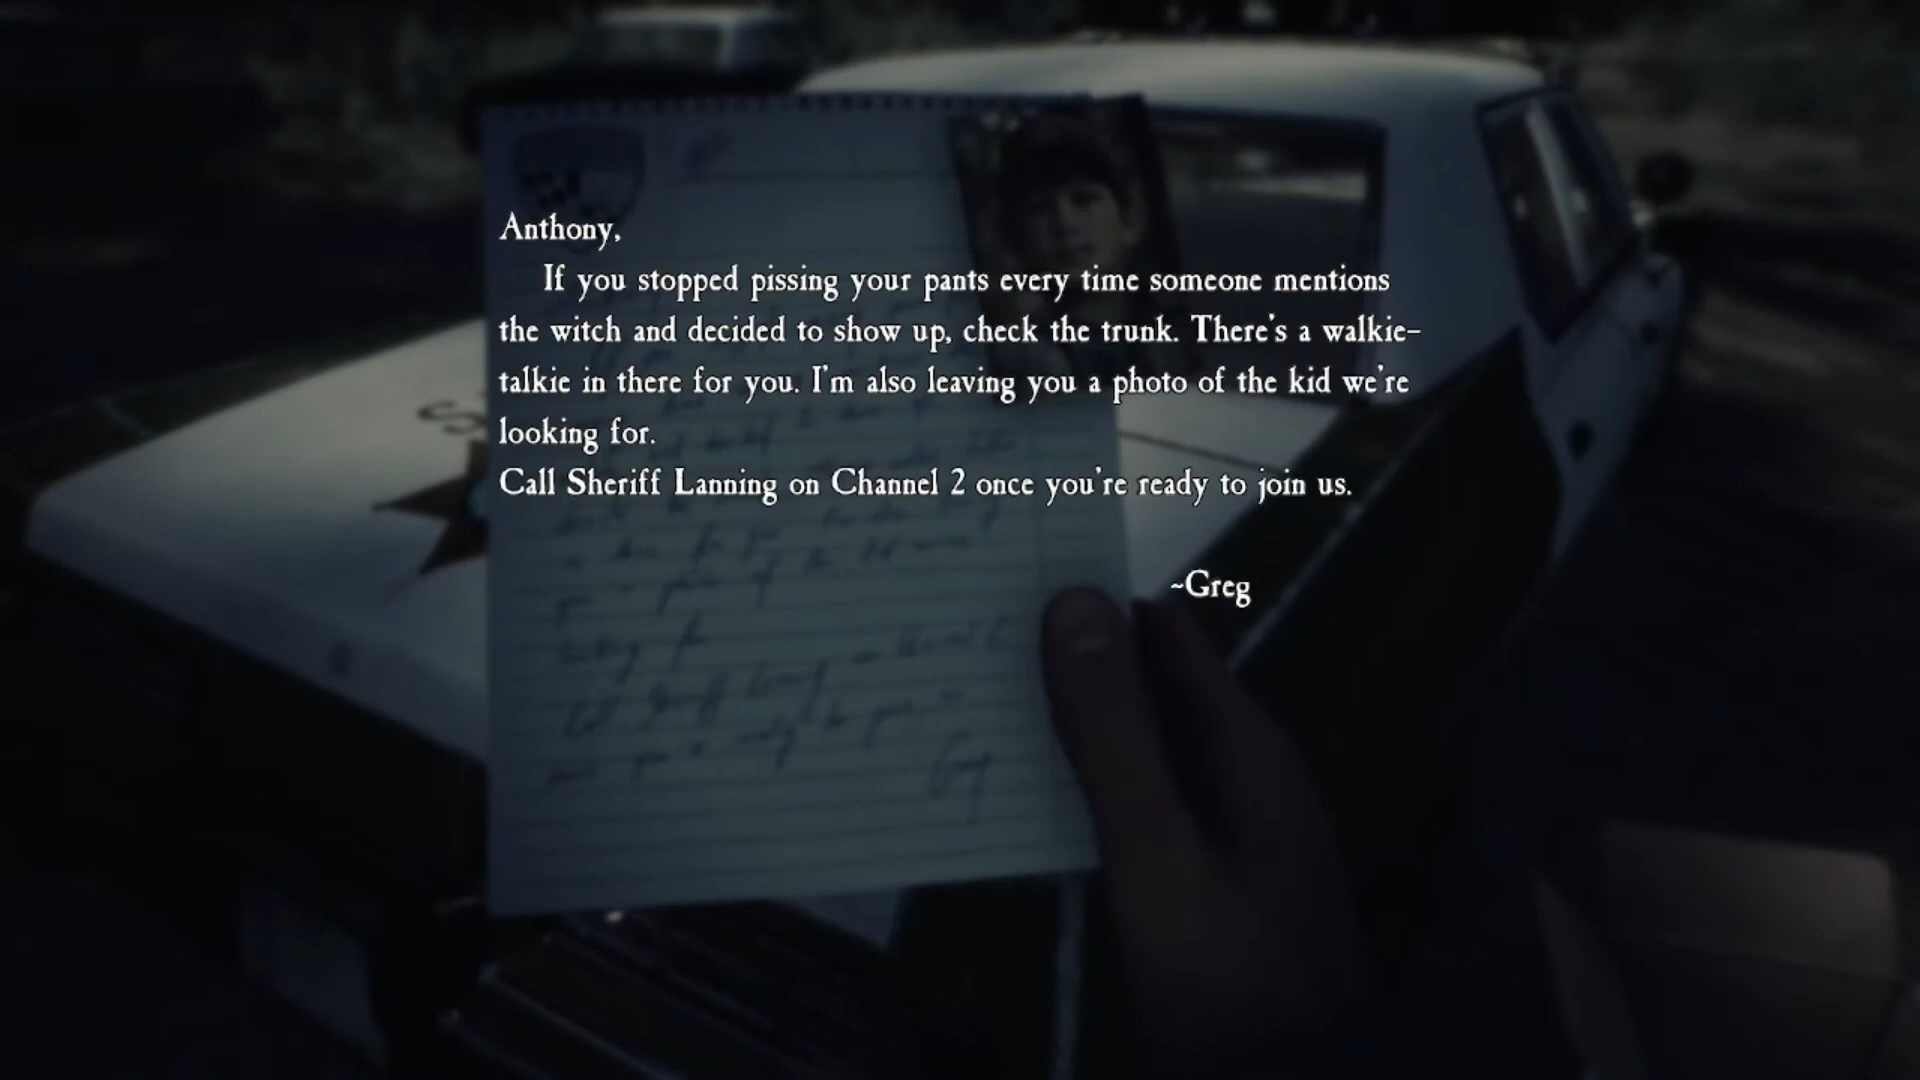 Anthony,
If you stopped pissing your pants every time someone mentions
the witch and decided to show up, check the trunk. There's a walkie-
talkie in there for you. I'm also leaving you a photo of the kid we're
looking for.
Call Sheriff Lanning on Channel 2 once you're ready to join us.
~Greg